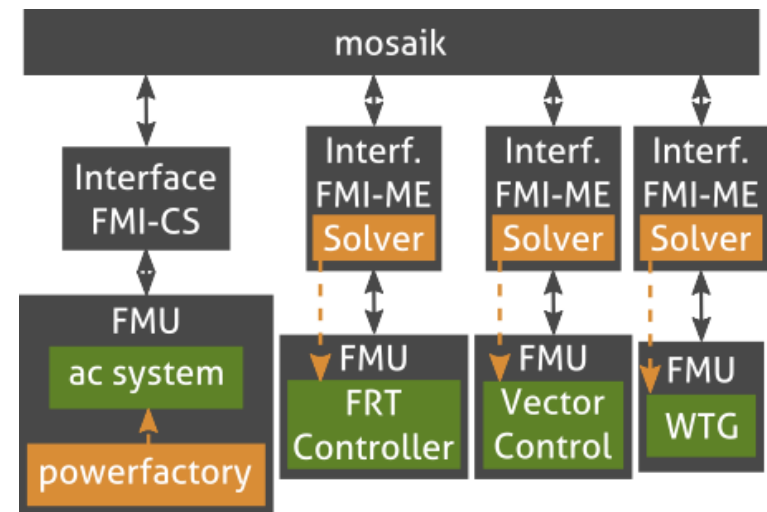 mosaik
Interface
FMI-CS
Interf.
FMI-ME
Solver
Interf.
FMI-ME
Solver
Interf.
FMI-ME
Solver
FMU
ac system
powerfactory
FMU
FRT
Controller
FMU
Vector
Control
FMU
WTG